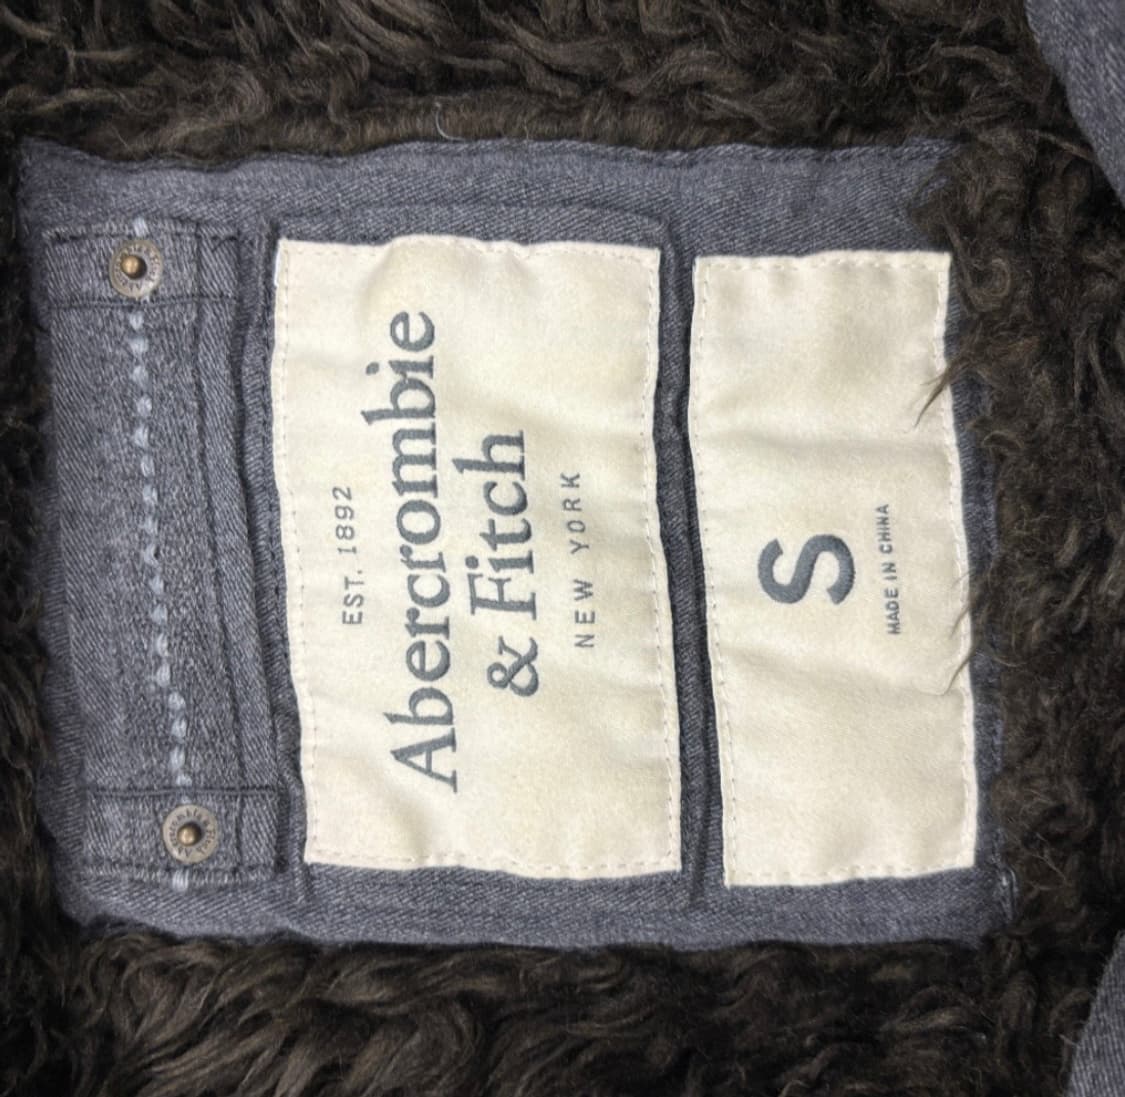 EST. 1892
Abercrombie
& Fitch
NEW YORK
S
MADE IN CHINA